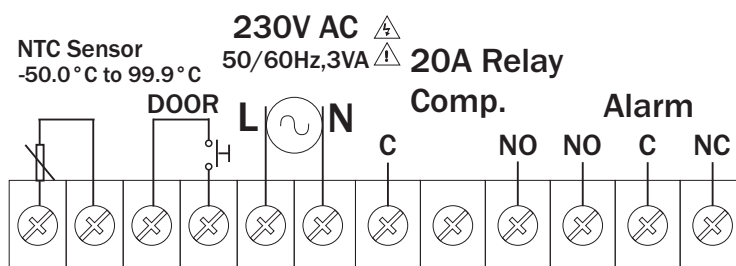 NTC Sensor
-50.0°C to 99.9°C
DOOR
230V AC
50/60Hz,3VA
L N
20A Relay
Comp.
Alarm
C NO NO C NC